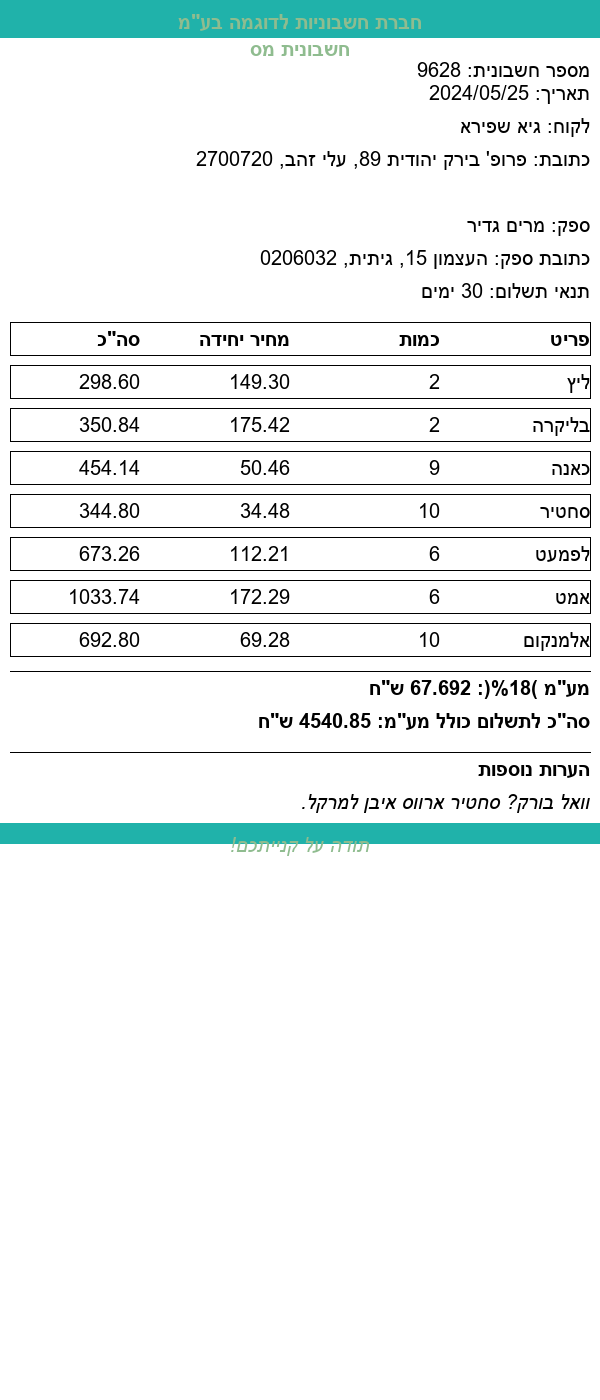 חברת חשבוניות לדוגמה בע"מ
חשבונית מס
מספר חשבונית: 9628
תאריך: 2024/05/25
לקוח: גיא שפירא
כתובת: פרופ' בירק יהודית 89, עלי זהב, 2700720
ספק: מרים גדיר
כתובת ספק: העצמון 15, גיתית, 0206032
תנאי תשלום: 30 ימים
פריט כמות מחיר יחידה סה"כ
ליץ 2 149.30 298.60
בליקרה 2 175.42 350.84
כאנה 9 50.46 454.14
סחטיר 10 34.48 344.80
לפמעט 6 112.21 673.26
אמט 6 172.29 1033.74
אלמנקום 10 69.28 692.80
מע"מ (18%): 67.692 ש"ח
סה"כ לתשלום כולל מע"מ: 4540.85 ש"ח
הערות נוספות
וואל בורק? סחטיר ארווס איבן למרקל.
תודה על קנייתכם!